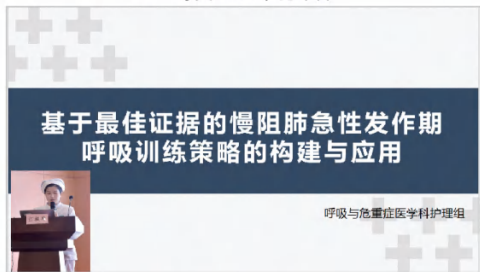 基于最佳证据的慢阻肺急性发作期
呼吸训练策略的构建与应用
呼吸与危重症医学科护理组